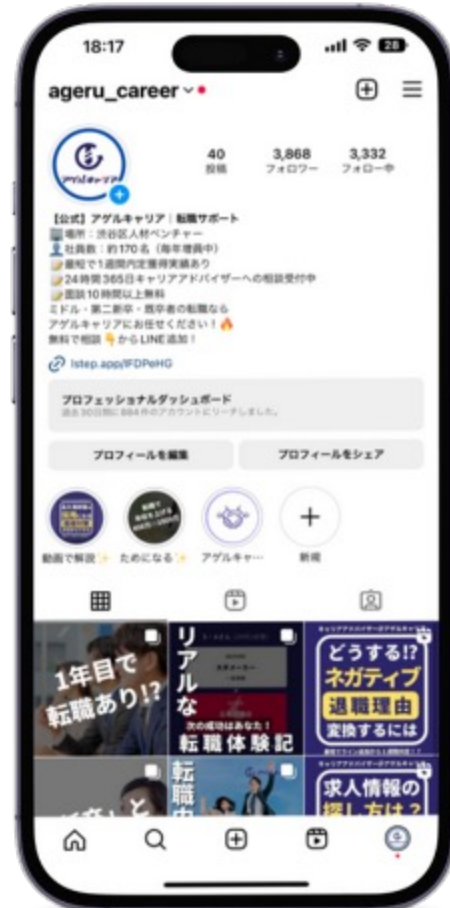 18:17
28
ageru_career
40
3,868
3,332
投稿
フォロワー
フォロー中
アゲルキャリア
【公式】アゲルキャリア｜転職サポート
場所：渋谷区人材ベンチャー
社員数：約170名（毎年増員中）
最短で1週間内定獲得実績あり
24時間365日キャリアアドバイザーへの相談受付中
面談10時間以上無料
ミドル・第二新卒・既卒者の転職なら
アゲルキャリアにお任せください！🔥
無料で相談👇からLINE追加！
lstep.app/lFDPeHG
プロフェッショナルダッシュボード
過去30日間に884件のアカウントにリーチしました。
プロフィールを編集
プロフィールをシェア
動画で解説✨
ためになる✨
アゲルキャ…
新規
1年目で
転職あり!?
リアルな
次の成功はあなた！
転職体験記
どうする!?
ネガティブ
退職理由
変換するには
転職
求人情報の
探し方は？